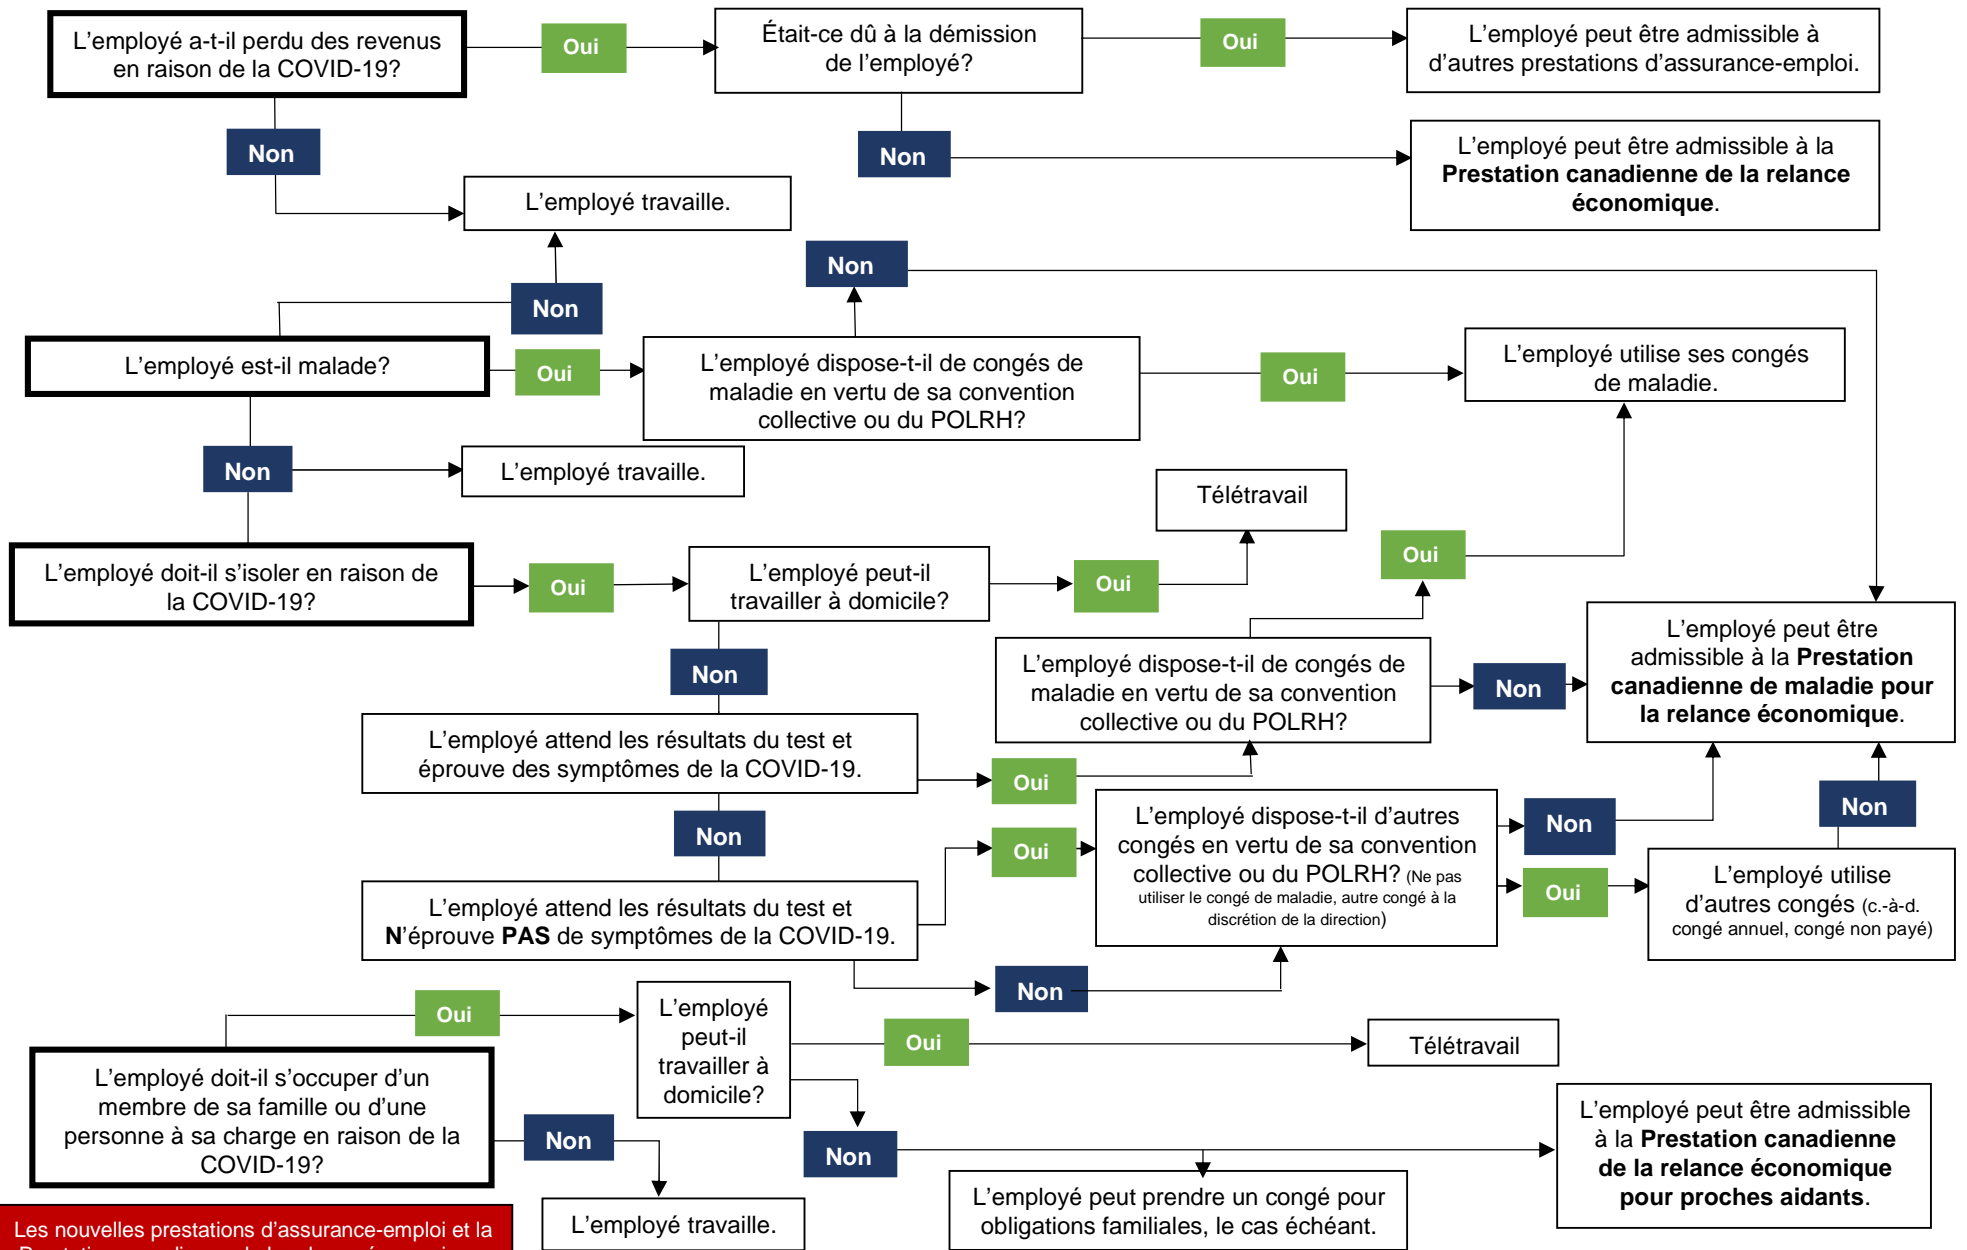 L'employé a-t-il perdu des revenus
en raison de la COVID-19?
Oui
Était-ce dû à la démission
de l'employé?
Oui
L'employé peut être admissible à
d'autres prestations d'assurance-emploi.
Non
Non
L'employé peut être admissible à la
Prestation canadienne de la relance
économique.
L'employé travaille.
Non
Non
L'employé est-il malade?
Oui
L'employé dispose-t-il de congés de
maladie en vertu de sa convention
collective ou du POLRH?
Oui
L'employé utilise ses congés
de maladie.
Non
L'employé travaille.
Télétravail
Oui
L'employé doit-il s'isoler en raison de
la COVID-19?
Oui
L'employé peut-il
travailler à domicile?
Oui
Non
L'employé dispose-t-il de congés de
maladie en vertu de sa convention
collective ou du POLRH?
Non
L'employé peut être
admissible à la Prestation
canadienne de maladie pour
la relance économique.
L'employé attend les résultats du test et
éprouve des symptômes de la COVID-19.
Oui
Non
Non
L'employé attend les résultats du test et
N'éprouve PAS de symptômes de la COVID-19.
Oui
L'employé dispose-t-il d'autres
congés en vertu de sa convention
collective ou du POLRH? (Ne pas
utiliser le congé de maladie, autre congé à la
discrétion de la direction)
Non
Oui
L'employé utilise
d'autres congés (c.-à-d.
congé annuel, congé non payé)
Non
Oui
L'employé
peut-il
travailler à
domicile?
Oui
Télétravail
L'employé doit-il s'occuper d'un
membre de sa famille ou d'une
personne à sa charge en raison de la
COVID-19?
Non
Non
L'employé peut être admissible
à la Prestation canadienne
de la relance économique
pour proches aidants.
L'employé travaille.
L'employé peut prendre un congé pour
obligations familiales, le cas échéant.
Les nouvelles prestations d'assurance-emploi et la